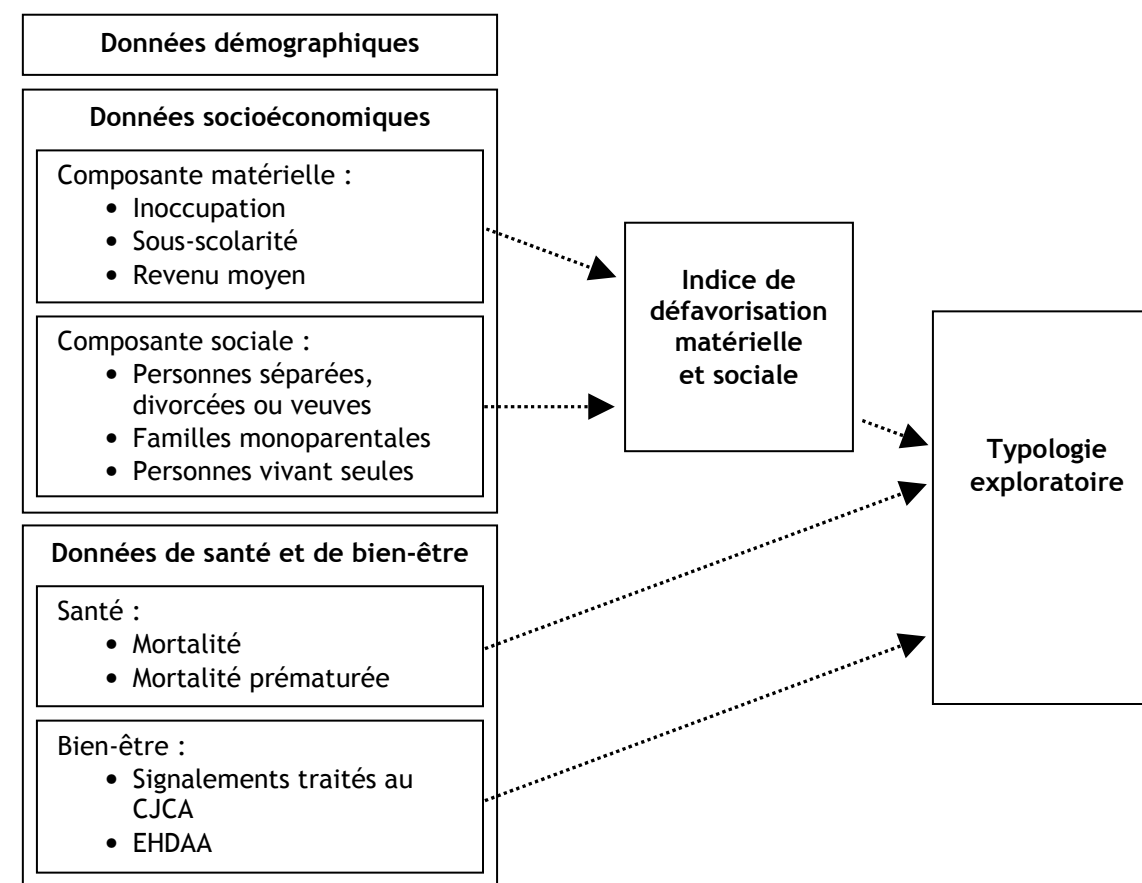 Données démographiques
Données socioéconomiques
Composante matérielle :
• Inoccupation
• Sous-scolarité
• Revenu moyen
Composante sociale :
• Personnes séparées,
divorcées ou veuves
• Familles monoparentales
• Personnes vivant seules
Données de santé et de bien-être
Santé :
• Mortalité
• Mortalité prématurée
Bien-être :
• Signalements traités au
CJCA
• EHDAA
Indice de
défavorisation
matérielle
et sociale
Typologie
exploratoire